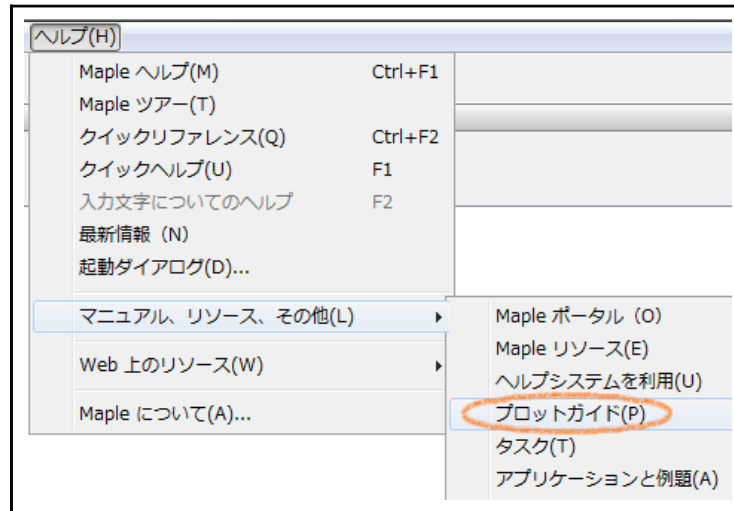 ヘルプ(H)
Maple ヘルプ(M) Ctrl+F1
Maple ツアー(T)
クイックリファレンス(Q) Ctrl+F2
クイックヘルプ(U) F1
入力文字についてのヘルプ F2
最新情報（N）
起動ダイアログ(D)...
マニュアル、リソース、その他(L)
Web 上のリソース(W)
Maple について(A)...
Maple ポータル（O）
Maple リソース(E)
ヘルプシステムを利用(U)
プロットガイド(P)
タスク(T)
アプリケーションと例題(A)